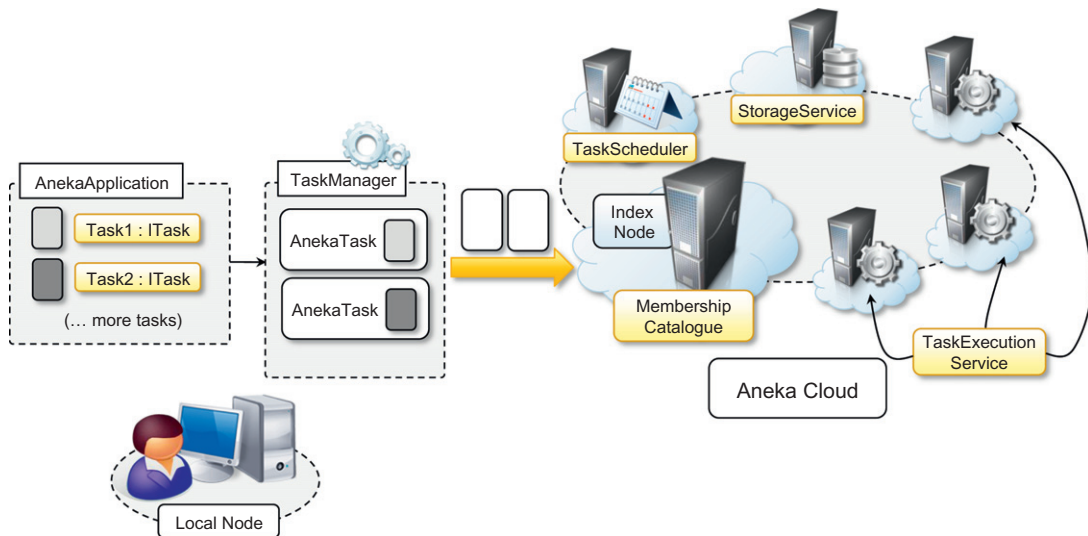 AnekaApplication
Task1 : ITask
Task2 : ITask
(... more tasks)
TaskManager
AnekaTask
AnekaTask
Local Node
TaskScheduler
StorageService
Index
Node
Membership
Catalogue
TaskExecution
Service
Aneka Cloud